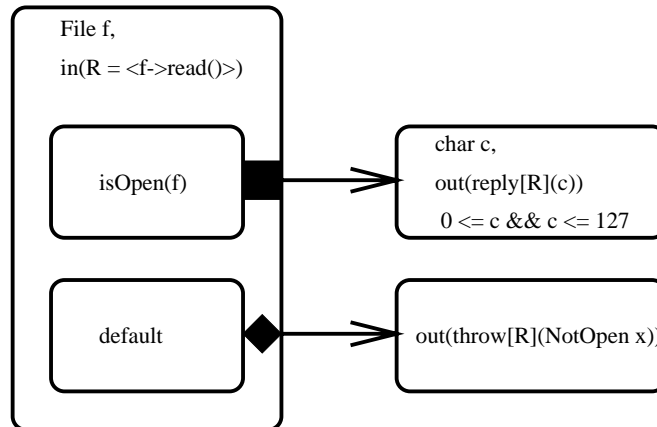 File f,
in(R = <f->read()>)
isOpen(f)
char c,
out(reply[R](c))
0 <= c && c <= 127
default
out(throw[R](NotOpen x))